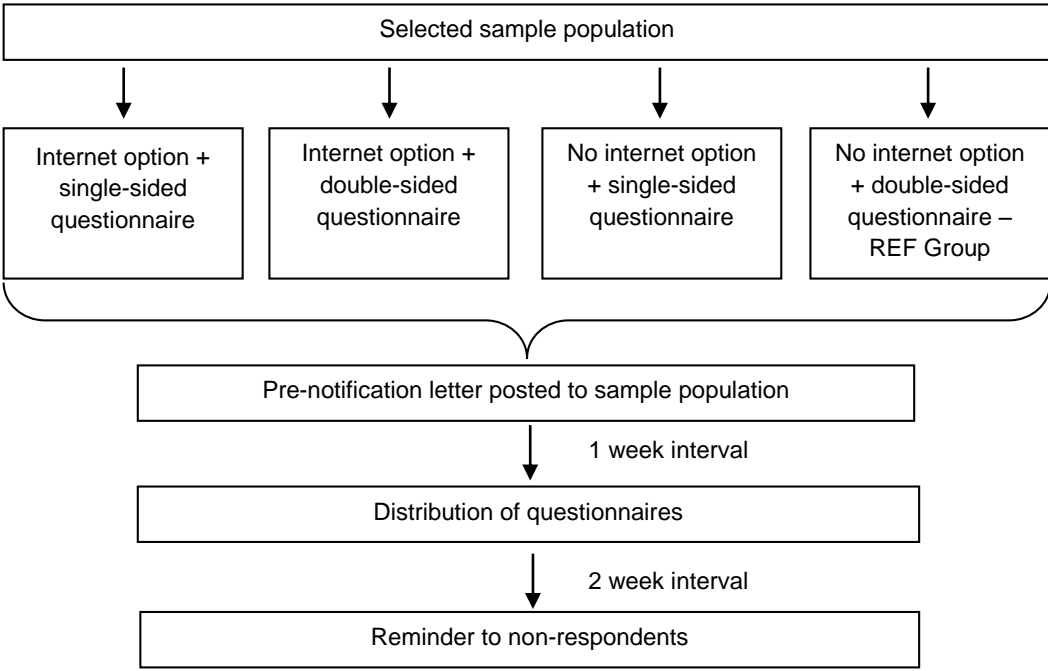 Selected sample population
Internet option +
single-sided
questionnaire
Internet option +
double-sided
questionnaire
No internet option
+ single-sided
questionnaire
No internet option
+ double-sided
questionnaire –
REF Group
Pre-notification letter posted to sample population
1 week interval
Distribution of questionnaires
2 week interval
Reminder to non-respondents